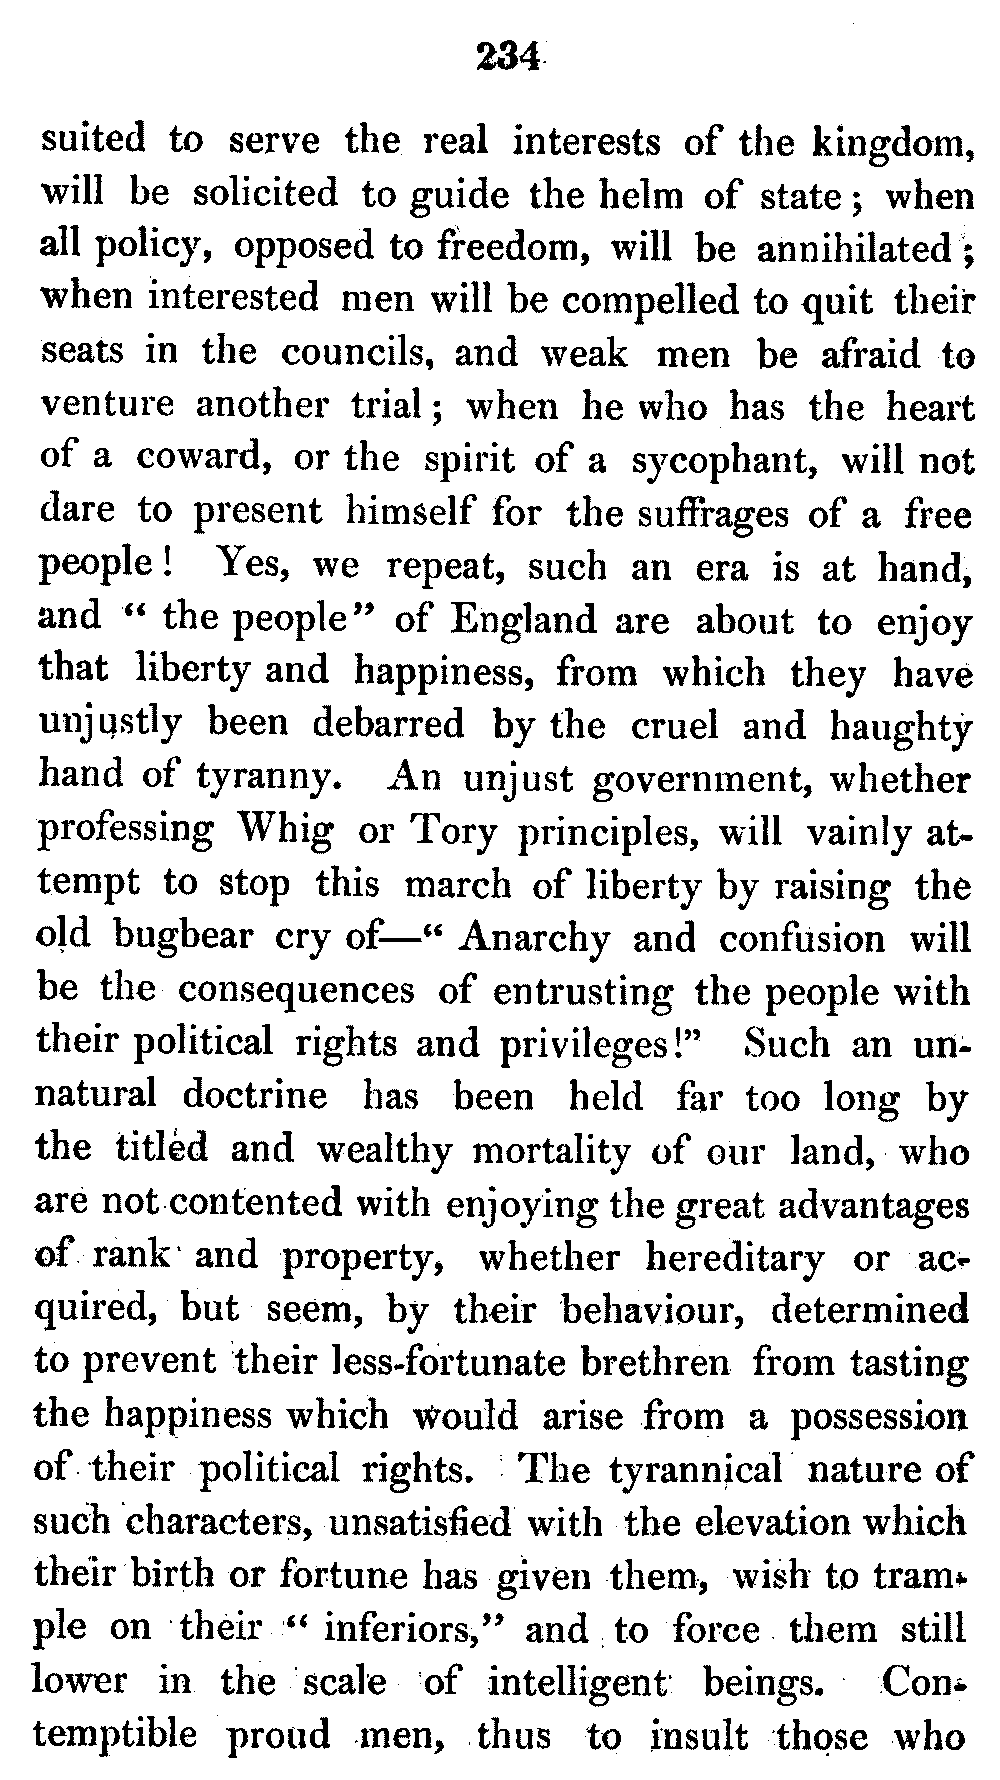 234
suited to serve the real interests of the kingdom,
will be solicited to guide the helm of state ; when
all policy, opposed to freedom, will be annihilated ;
when interested men will be compelled to quit their
seats in the councils, and weak men be afraid to
venture another trial ; when he who has the heart
of a coward, or the spirit of a sycophant, will not
dare to present himself for the suffrages of a free
people ! Yes, we repeat, such an era is at hand,
and “ the people” of England are about to enjoy
that liberty and happiness, from which they have
unjustly been debarred by the cruel and haughty
hand of tyranny. An unjust government, whether
professing Whig or Tory principles, will vainly at-
tempt to stop this march of liberty by raising the
old bugbear cry of—“ Anarchy and confusion will
be the consequences of entrusting the people with
their political rights and privileges!” Such an un-
natural doctrine has been held far too long by
the titled and wealthy mortality of our land, who
are not contented with enjoying the great advantages
of rank and property, whether hereditary or ac-
quired, but seem, by their behaviour, determined
to prevent their less-fortunate brethren from tasting
the happiness which would arise from a possession
of their political rights. The tyrannical nature of
such characters, unsatisfied with the elevation which
their birth or fortune has given them, wish to tram-
ple on their “ inferiors,” and to force them still
lower in the scale of intelligent beings. Con-
temptible proud men, thus to insult those who